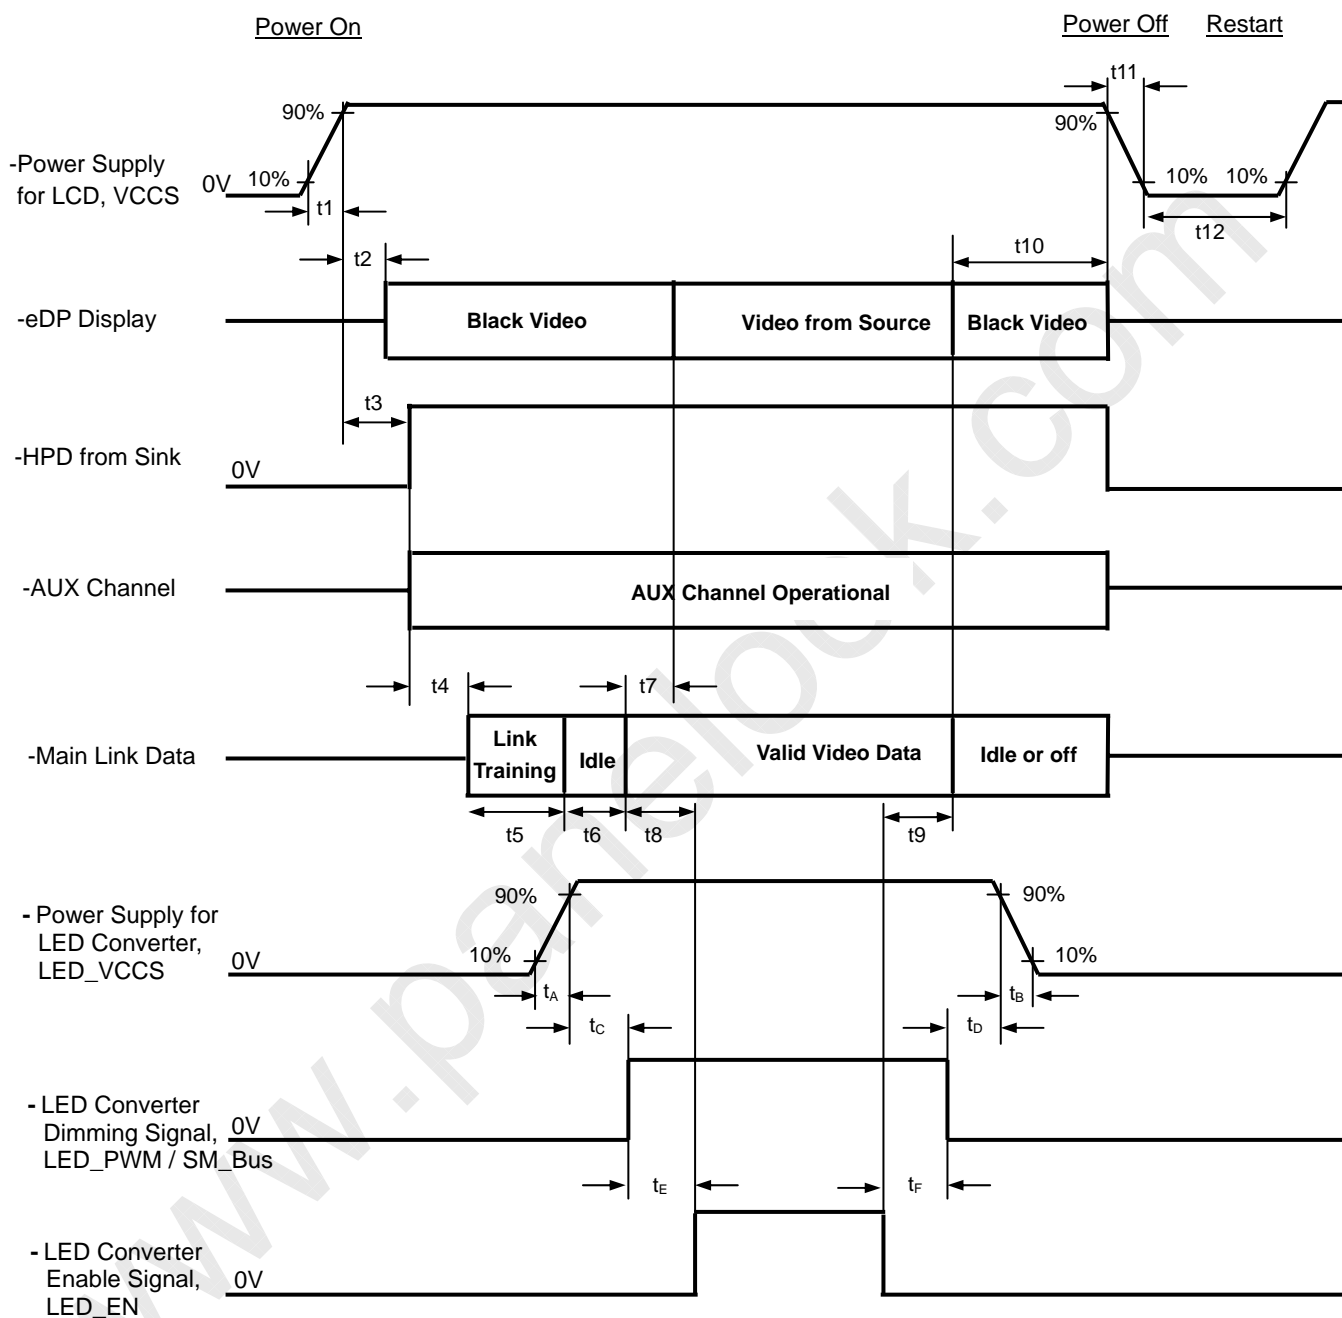 Power On
Power Off
Restart
t11
90%
90%
-Power Supply
for LCD, VCCS
0V
10%
10%
10%
t1
t12
t2
t10
-eDP Display
Black Video
Video from Source
Black Video
t3
-HPD from Sink
0V
-AUX Channel
AUX Channel Operational
t4
t7
-Main Link Data
Link
Training
Idle
Valid Video Data
Idle or off
t5
t6
t8
t9
- Power Supply for
LED Converter,
LED_VCCS
0V
90%
10%
90%
10%
tA
tB
tC
tD
- LED Converter
Dimming Signal,
LED_PWM / SM_Bus
0V
tE
tF
- LED Converter
Enable Signal,
LED_EN
0V
www.panelook.com